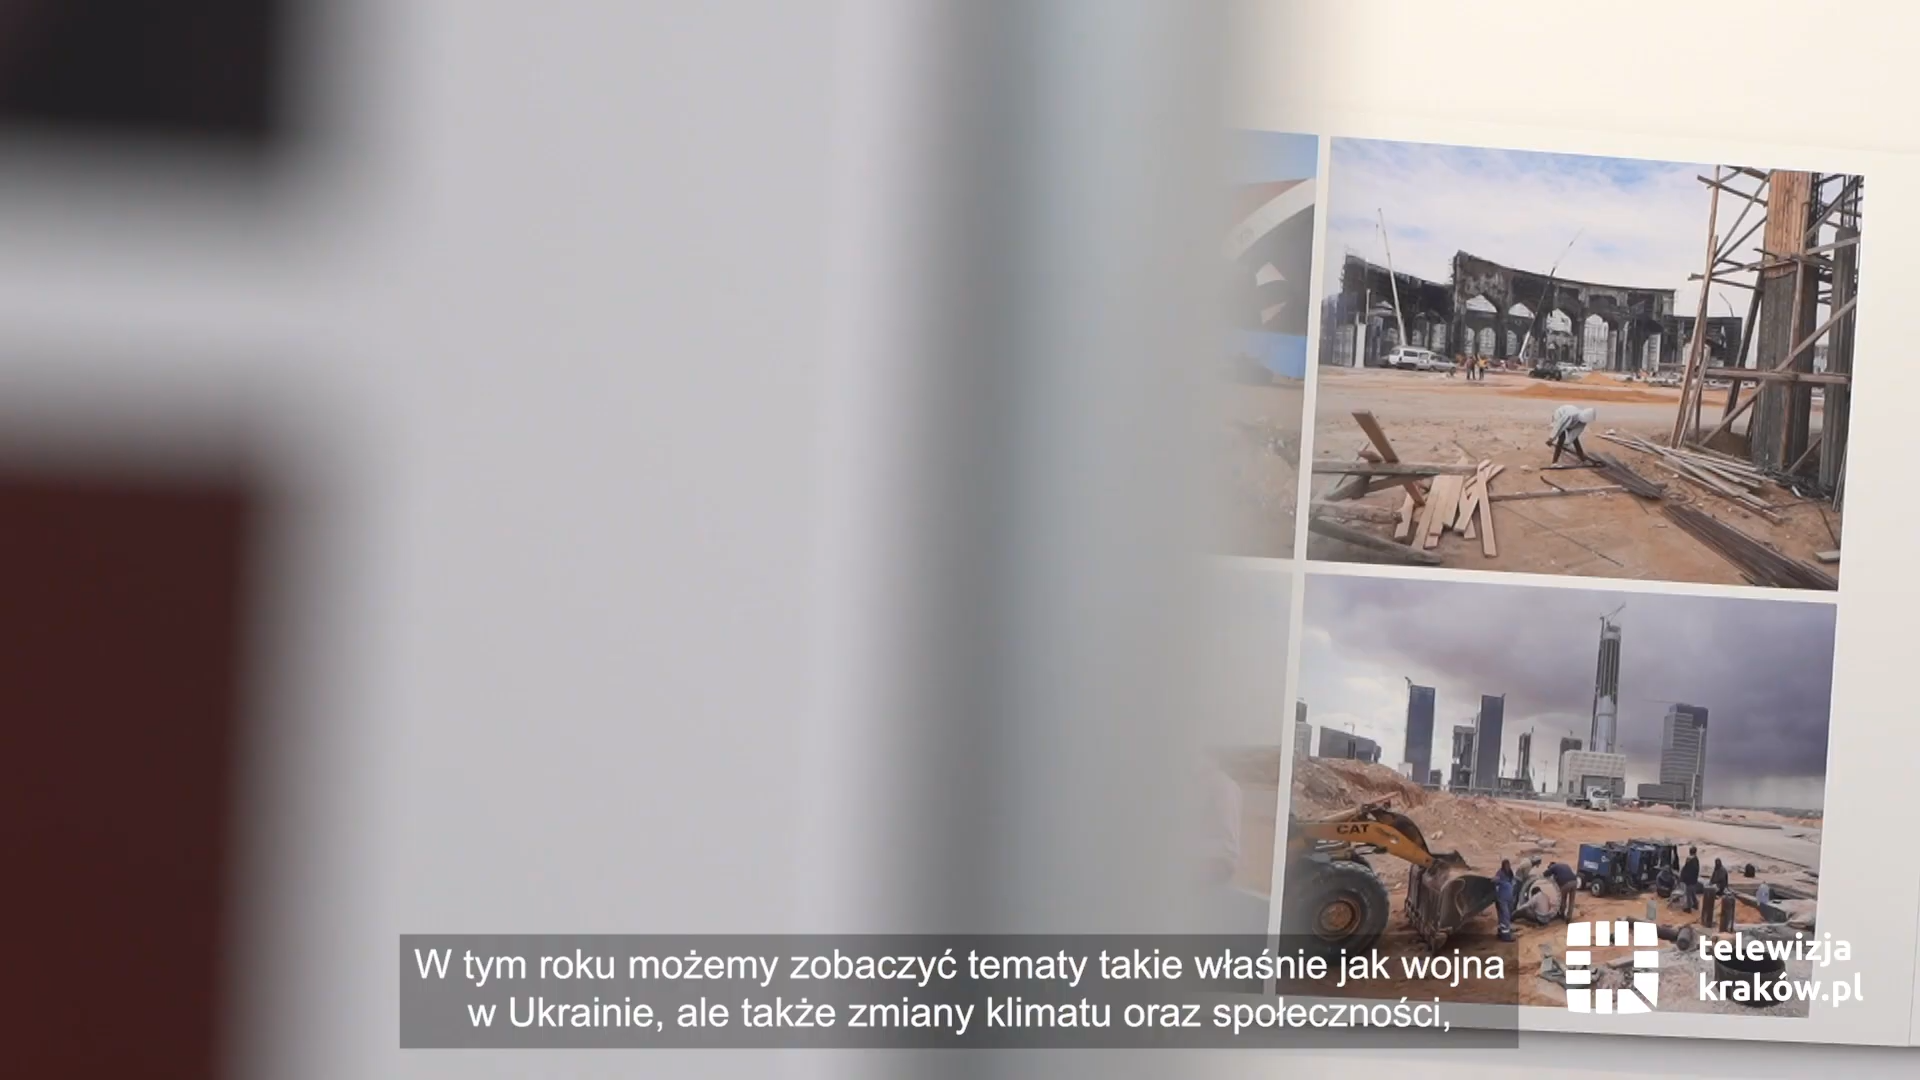 CAT
W tym roku możemy zobaczyć tematy takie właśnie jak wojna
w Ukrainie, ale także zmiany klimatu oraz społeczności,
telewizja
kraków.pl